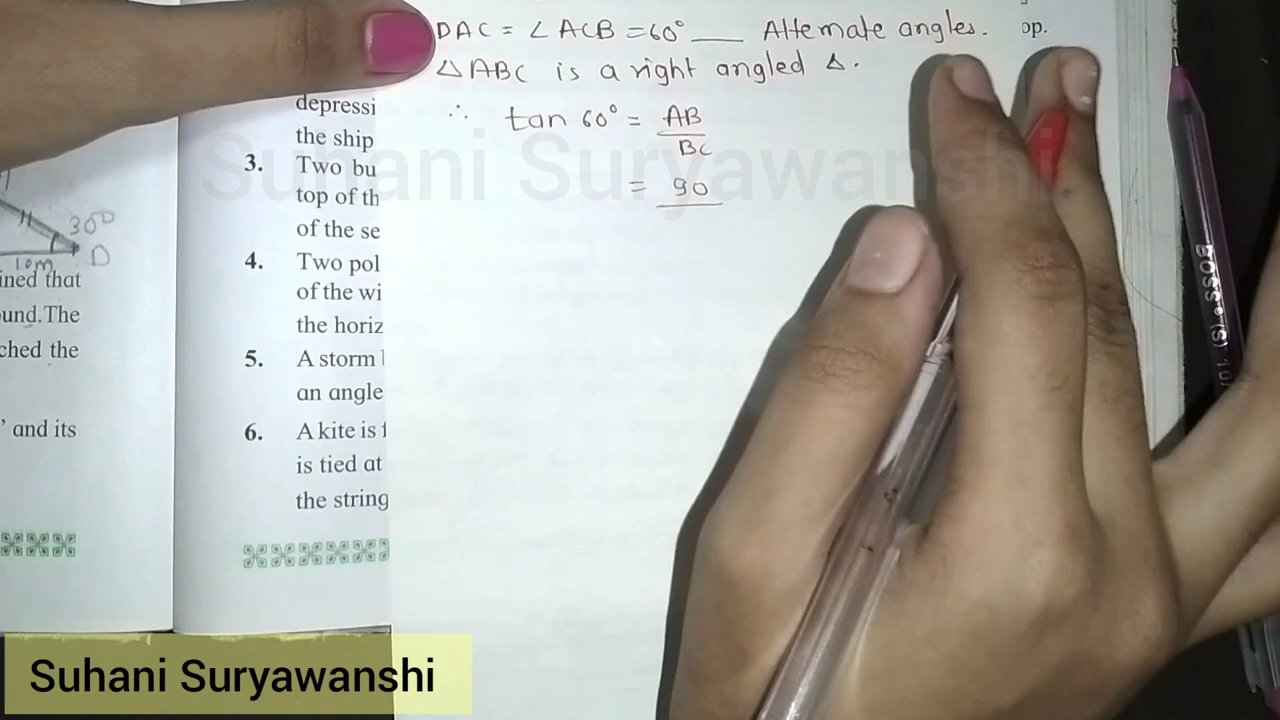 DAC = ∠ACB = 60° __ Alternate angles.
△ABC is a right angled △.
∴ tan 60° = AB
BC
= 90
op.
depressi
the ship
3. Two bu
top of th
of the se
4. Two pol
of the wi
the horiz
5. A storm
an angle
6. A kite is
is tied at
the string
30°
10m
D
ined that
und. The
ched the
' and its
Suhani Suryawanshi.
BOSS
Suhani Suryawanshi